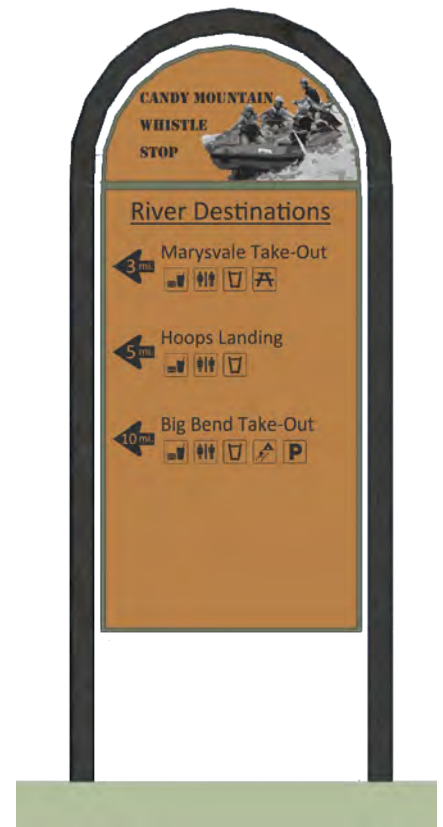 CANDY MOUNTAIN
WHISTLE
STOP
River Destinations
3 mi.
Marysvale Take-Out
5 mi.
Hoops Landing
10 mi.
Big Bend Take-Out
P